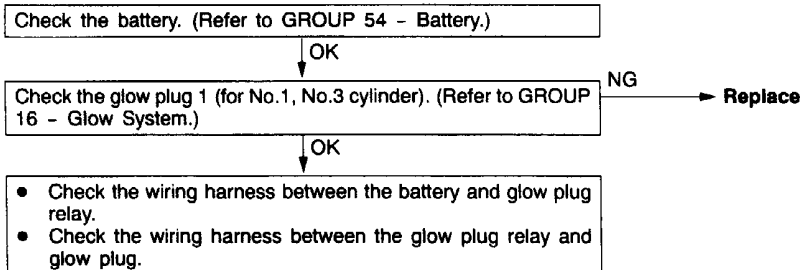 Check the battery. (Refer to GROUP 54 – Battery.)
OK
Check the glow plug 1 (for No.1, No.3 cylinder). (Refer to GROUP
16 – Glow System.)
NG
Replace
OK
● Check the wiring harness between the battery and glow plug
relay.
● Check the wiring harness between the glow plug relay and
glow plug.